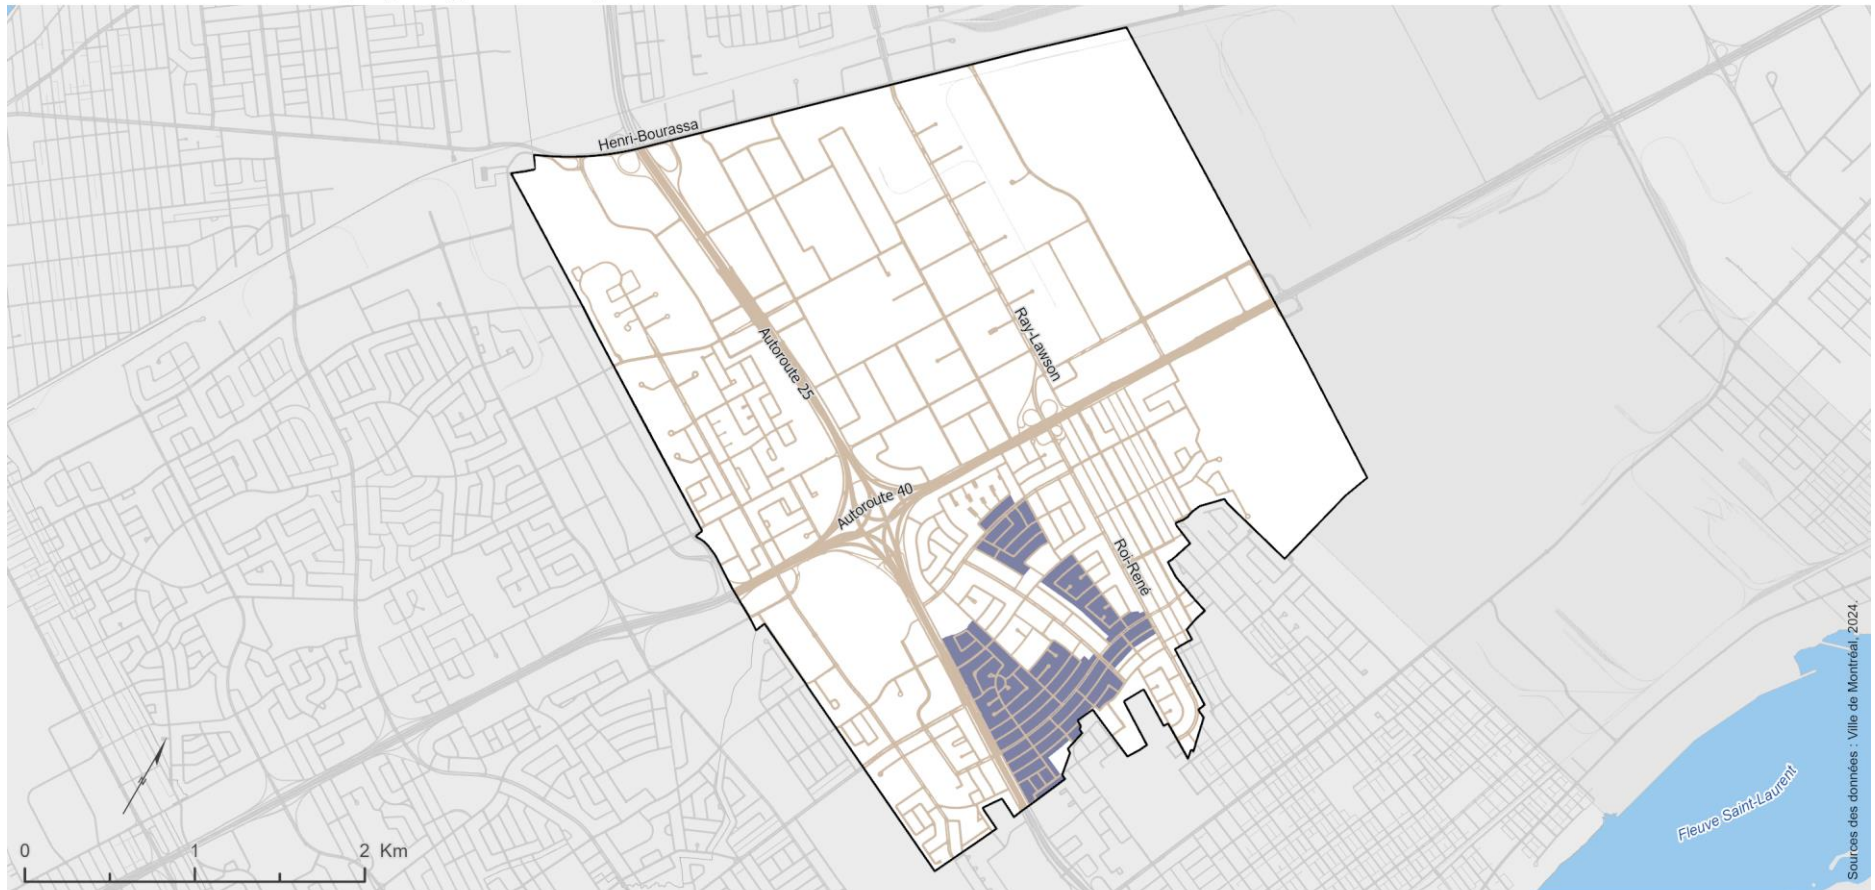 Henri-Bourassa
Autoroute 25
Ray-Lawson
Autoroute 40
Roi-René
Fleuve Saint-Laurent
Sources des données : Ville de Montréal, 2024.
N
0 1 2 Km